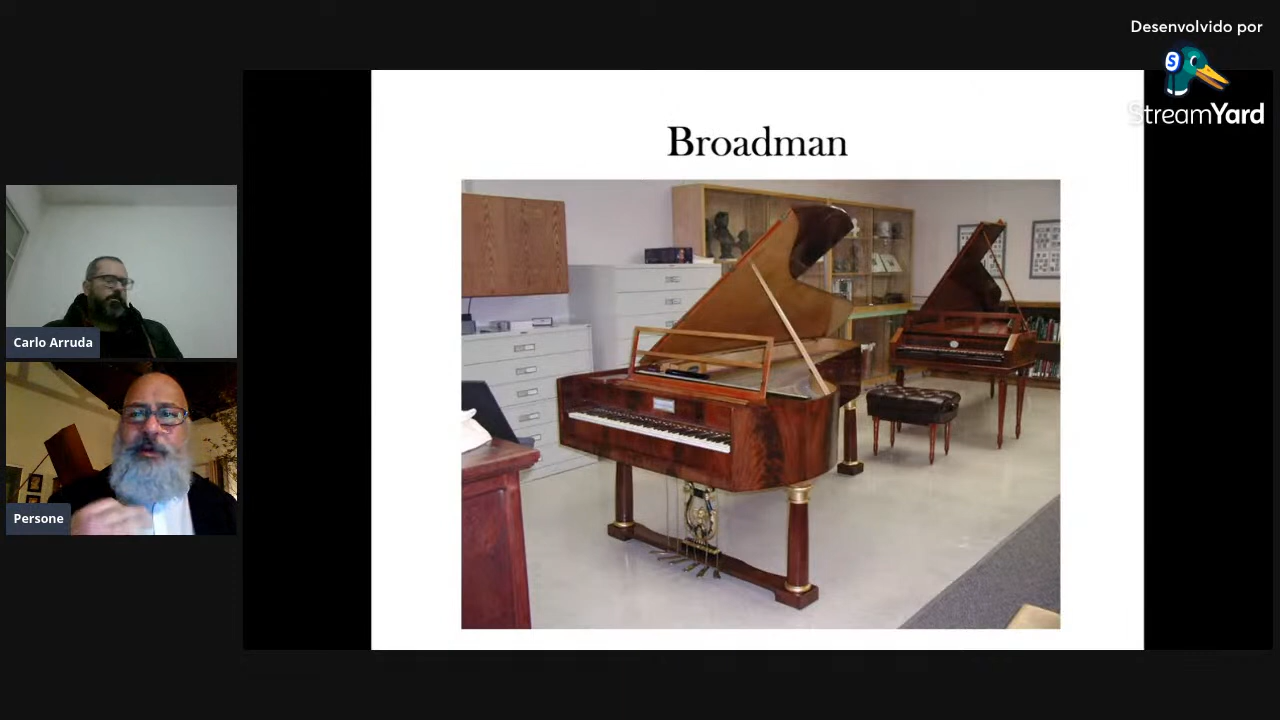 Desenvolvido por
StreamYard
Broadman
Carlo Arruda
Persone